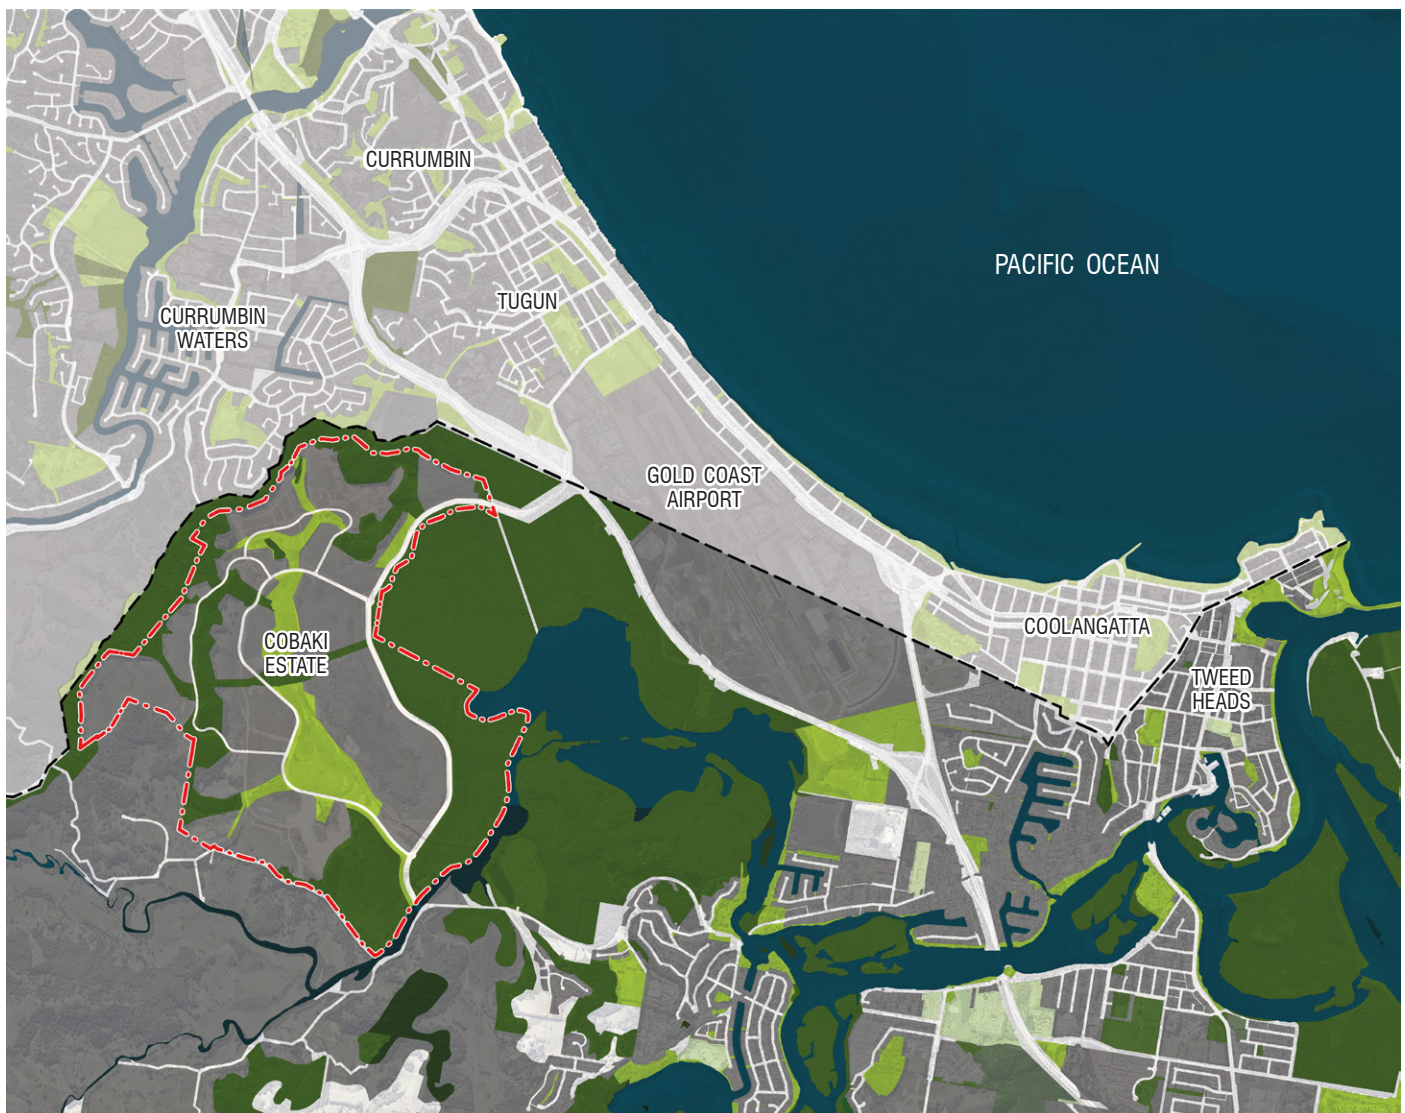 CURRUMBIN
PACIFIC OCEAN
TUGUN
CURRUMBIN
WATERS
GOLD COAST
AIRPORT
COOLANGATTA
COBAKI
ESTATE
TWEED
HEADS